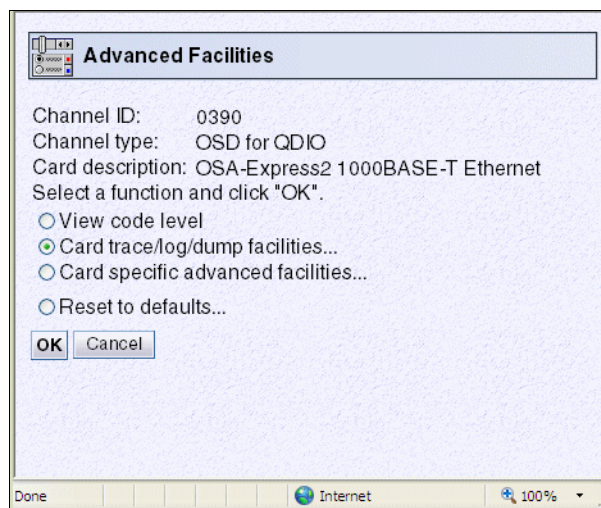 Advanced Facilities
Channel ID: 0390
Channel type: OSD for QDIO
Card description: OSA-Express2 1000BASE-T Ethernet
Select a function and click "OK".
View code level
Card trace/log/dump facilities...
Card specific advanced facilities...
Reset to defaults...
OK Cancel
Done Internet 100%